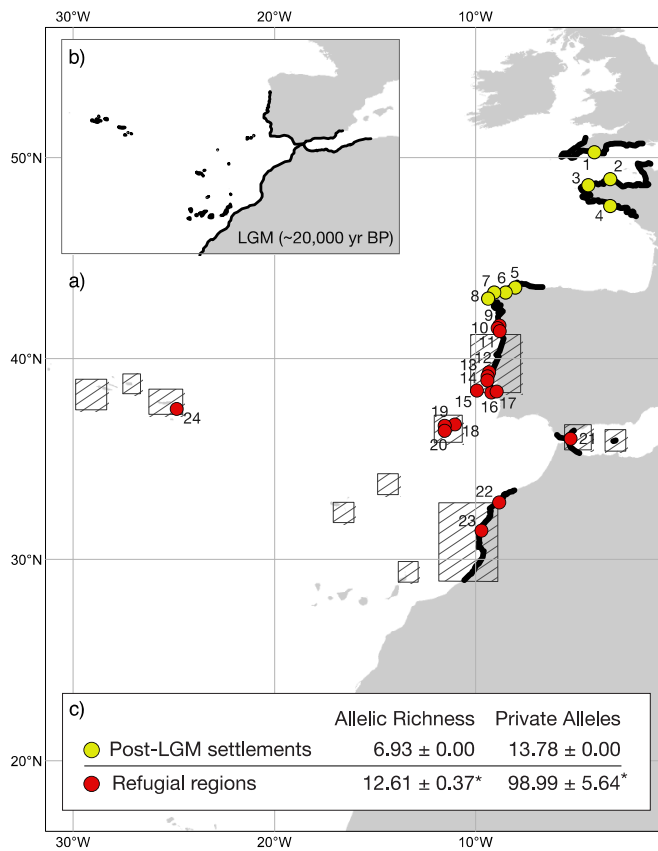 30°W 20°W 10°W
b)
LGM (~20,000 yr BP)
50°N
1 2
3
4
a)
7 6 5
8
9
10
11
40°N
12
13
14
15 16 17
24
19
18
20
21
22
23
30°N
c)
Allelic Richness Private Alleles
Post-LGM settlements 6.93 ± 0.00 13.78 ± 0.00
Refugial regions 12.61 ± 0.37* 98.99 ± 5.64*
20°N
30°W 20°W 10°W